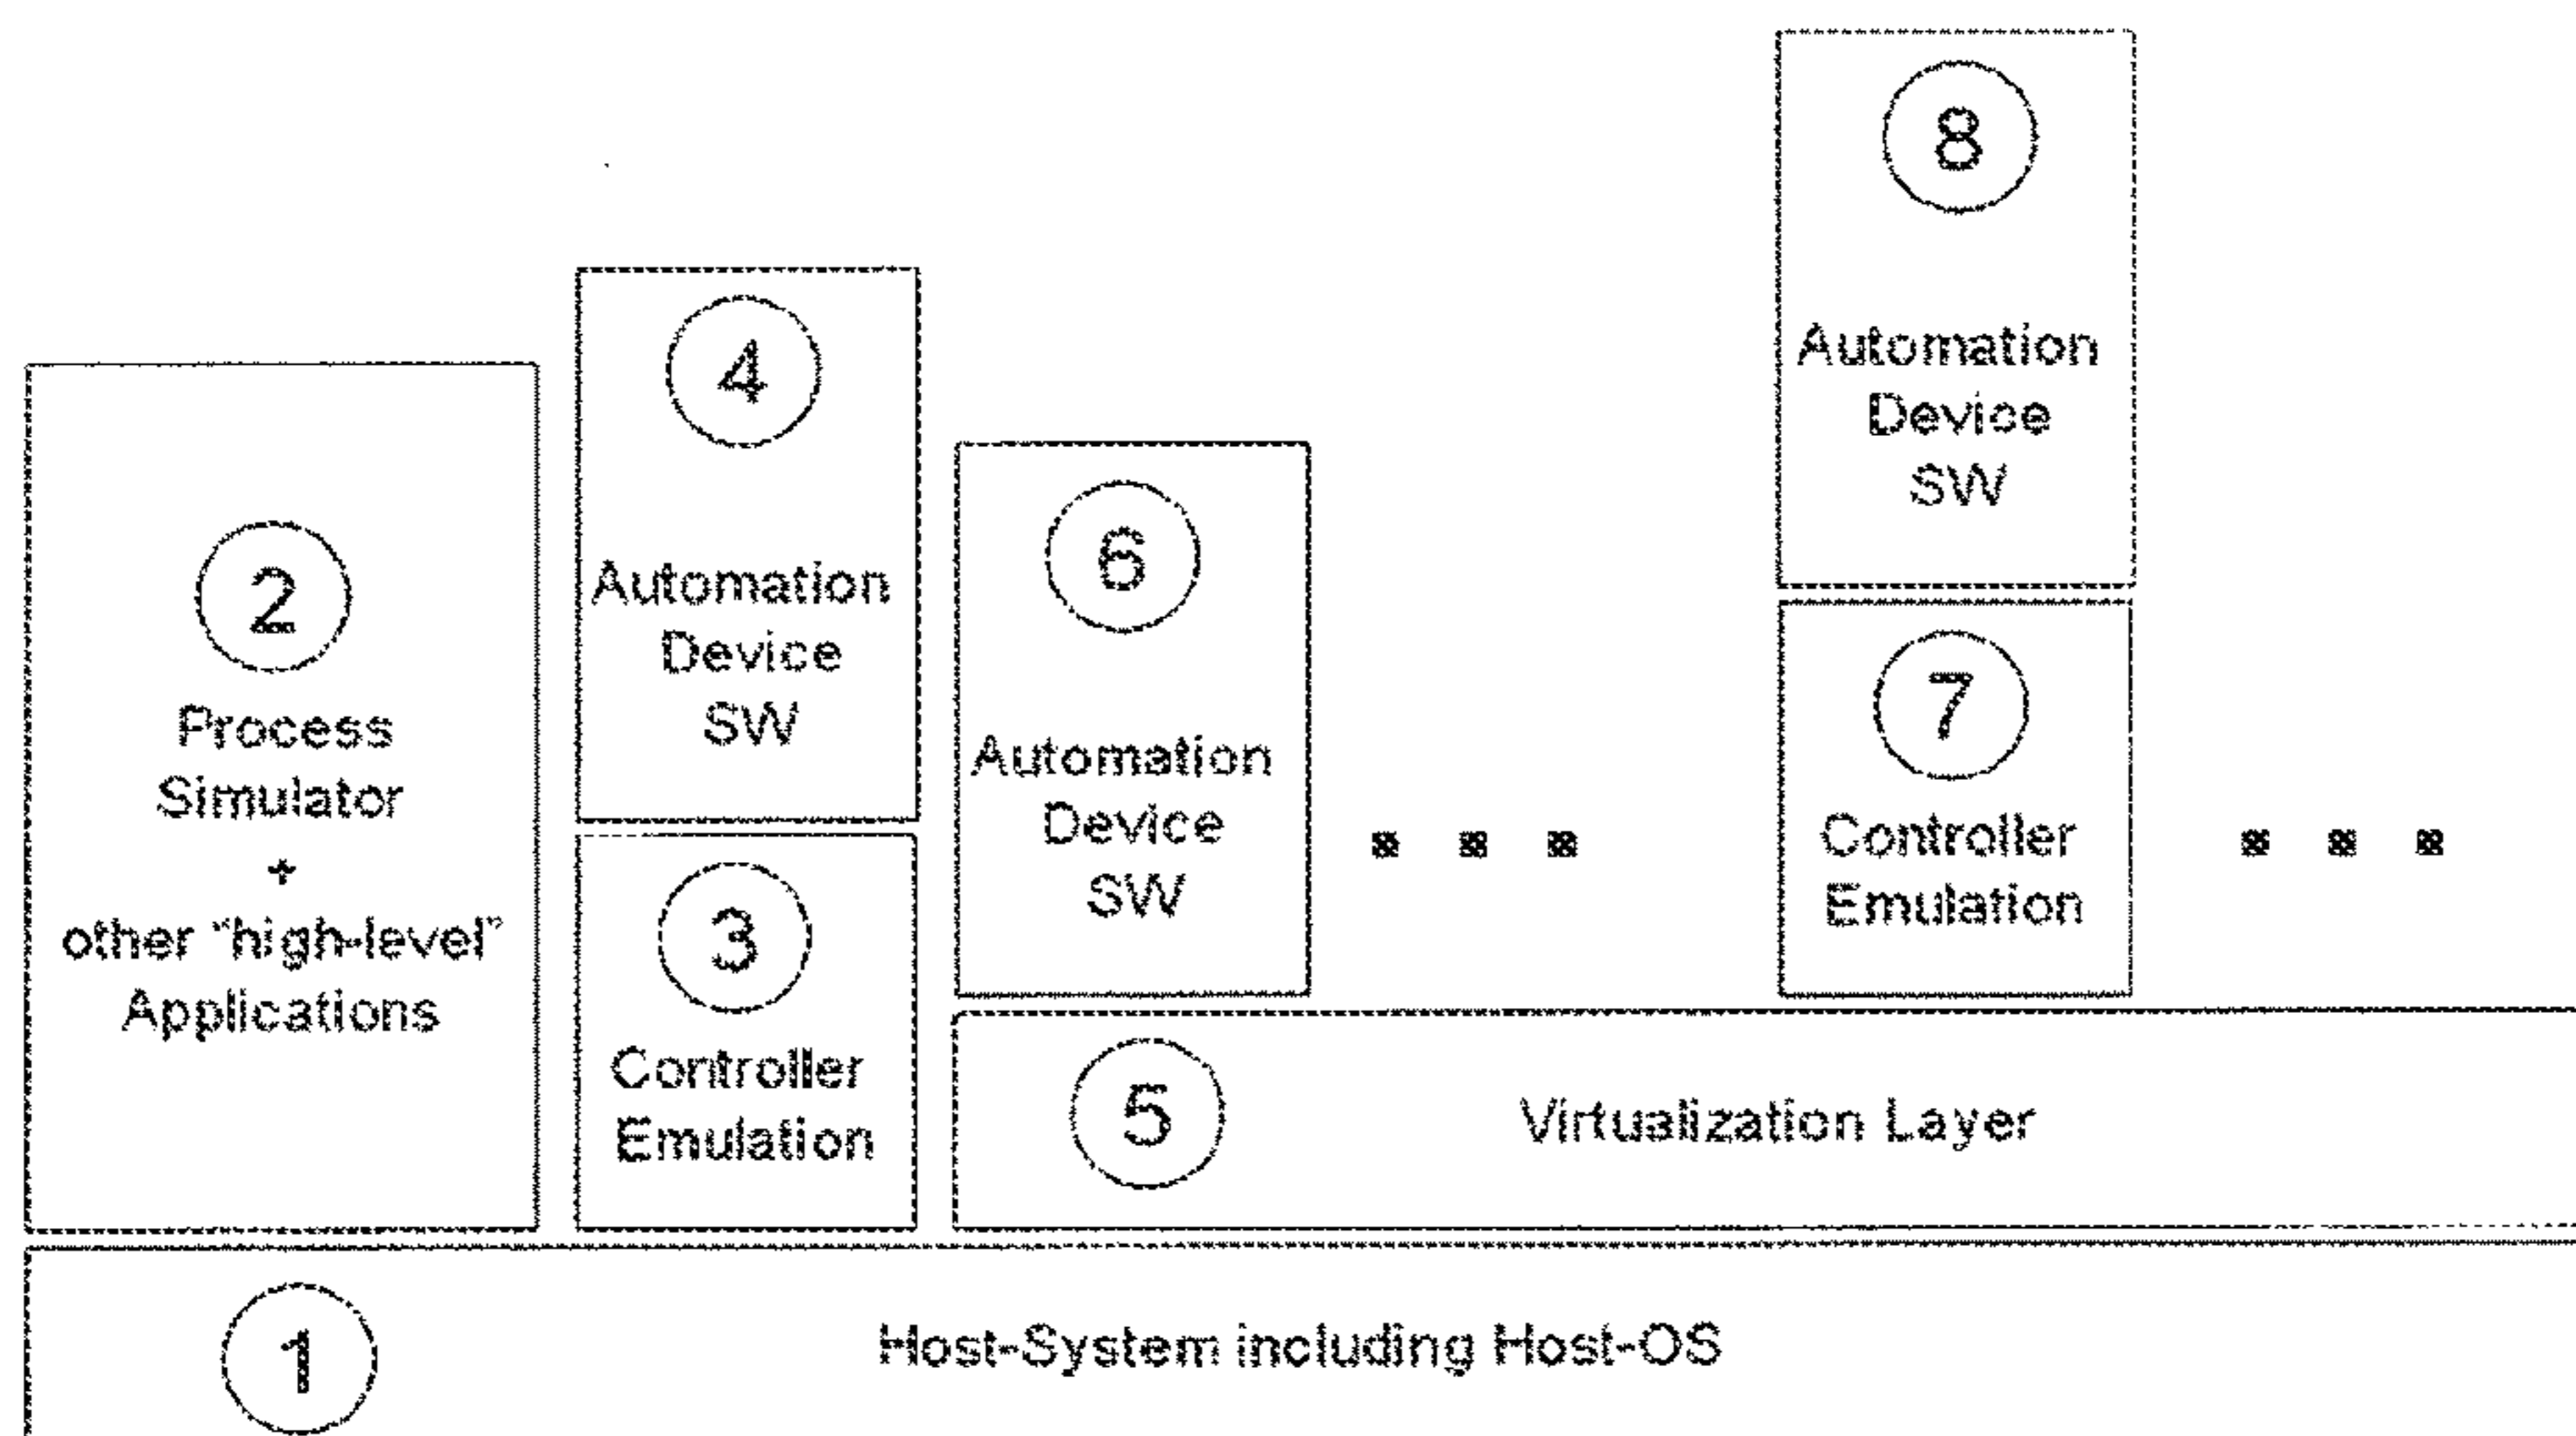 8
Automation
Device
SW
4
Automation
Device
SW
6
Automation
Device
SW
2
Process
Simulator
+
other "high-level"
Applications
7
Controller
Emulation
3
Controller
Emulation
5
Virtualization Layer
1
Host-System including Host-OS